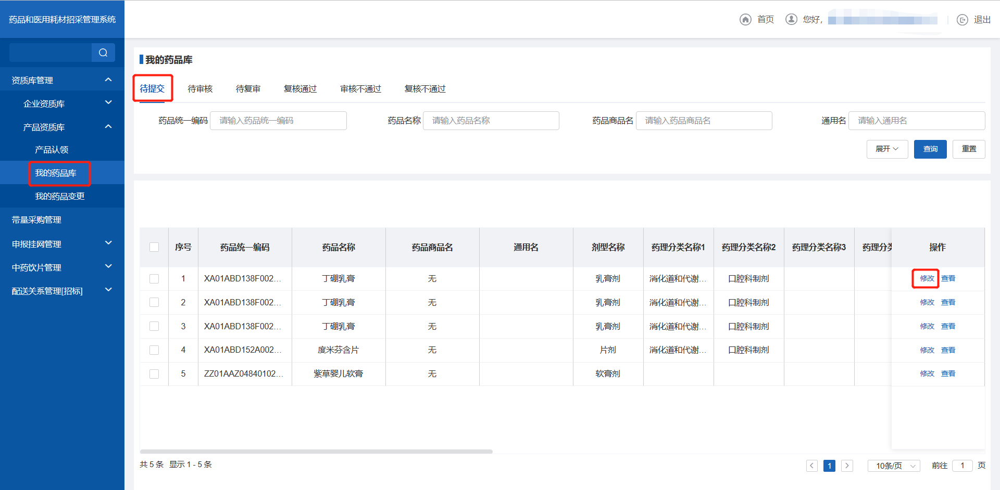 药品和医用耗材招采管理系统
首页 您好, 退出
资质库管理
企业资质库
产品资质库
产品认领
我的药品库
我的药品变更
带量采购管理
申报挂网管理
中药饮片管理
配送关系管理[招标]
我的药品库
待提交 待审核 待复审 复核通过 审核不通过 复核不通过
药品统一编码 请输入药品统一编码 药品名称 请输入药品名称 药品商品名 请输入药品商品名 通用名 请输入通用名
展开 查询 重置
序号 药品统一编码 药品名称 药品商品名 通用名 剂型名称 药理分类名称1 药理分类名称2 药理分类名称3 药理分类 操作
1 XA01ABD138F002... 丁硼乳膏 无 乳膏剂 消化道和代谢... 口腔科制剂 修改 查看
2 XA01ABD138F002... 丁硼乳膏 无 乳膏剂 消化道和代谢... 口腔科制剂 修改 查看
3 XA01ABD138F002... 丁硼乳膏 无 乳膏剂 消化道和代谢... 口腔科制剂 修改 查看
4 XA01ABD152A002... 度米芬含片 无 片剂 消化道和代谢... 口腔科制剂 修改 查看
5 ZZ01AAZ04840102... 紫草婴儿软膏 无 软膏剂 修改 查看
共 5 条 显示 1 - 5 条 1 10条/页 前往 1 页